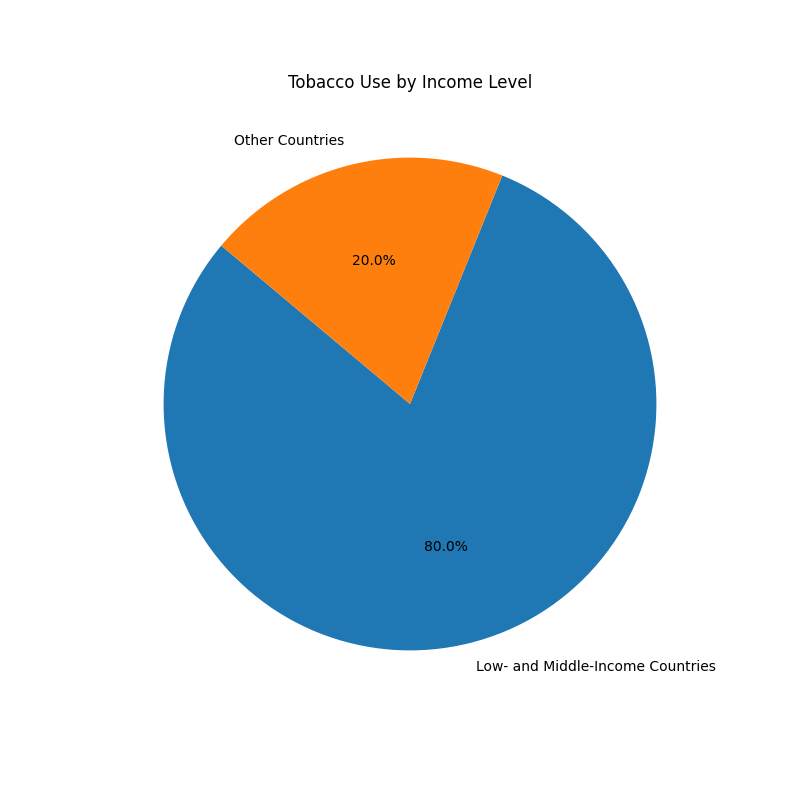 Tobacco Use by Income Level
Other Countries
20.0%
80.0%
Low- and Middle-Income Countries